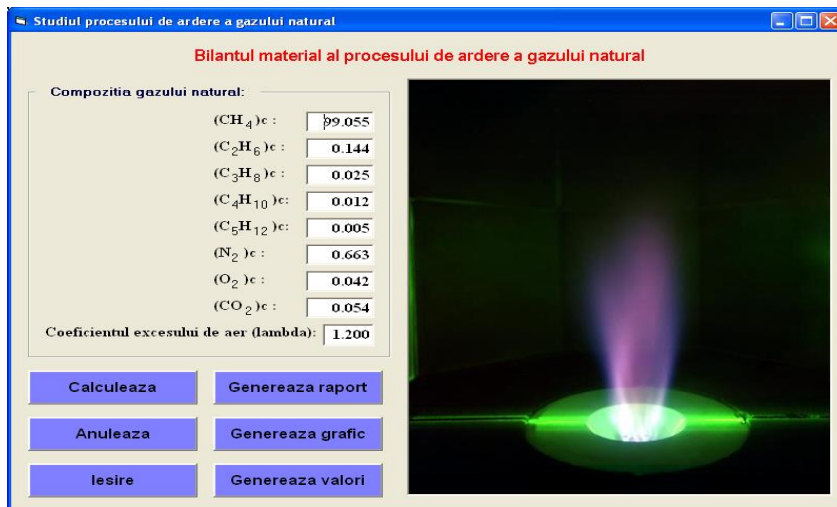 Studiul procesului de ardere a gazului natural
Bilantul material al procesului de ardere a gazului natural
Compozitia gazului natural:
(CH4)c : 99.055
(C2H6)c : 0.144
(C3H8)c : 0.025
(C4H10)c: 0.012
(C5H12)c: 0.005
(N2)c : 0.663
(O2)c : 0.042
(CO2)c : 0.054
Coeficientul excesului de aer (lambda): 1.200
Calculeaza Genereaza raport
Anuleaza Genereaza grafic
Iesire Genereaza valori